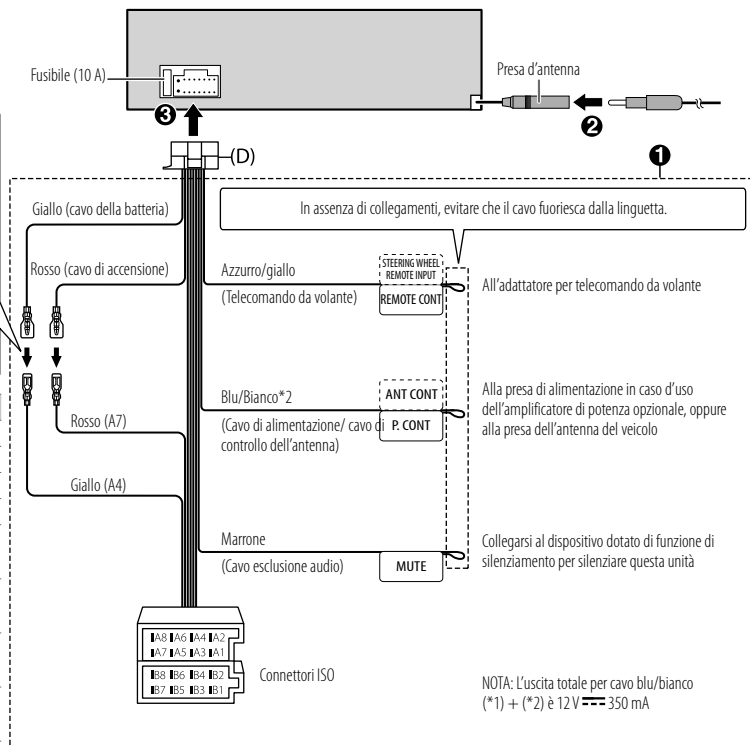 Fusibile (10 A)
Presa d'antenna
❸
❷
(D)
❶
Giallo (cavo della batteria)
In assenza di collegamenti, evitare che il cavo fuoriesca dalla linguetta.
Rosso (cavo di accensione)
Azzurro/giallo
(Telecomando da volante)
STEERING WHEEL
REMOTE INPUT
REMOTE CONT
All'adattatore per telecomando da volante
Blu/Bianco*2
(Cavo di alimentazione/ cavo di
controllo dell'antenna)
ANT CONT
P. CONT
Alla presa di alimentazione in caso d'uso
dell'amplificatore di potenza opzionale, oppure
alla presa dell'antenna del veicolo
Rosso (A7)
Giallo (A4)
Marrone
(Cavo esclusione audio)
MUTE
Collegarsi al dispositivo dotato di funzione di
silenziamento per silenziare questa unità
A8 A6 A4 A2
A7 A5 A3 A1
B8 B6 B4 B2
B7 B5 B3 B1
Connettori ISO
NOTA: L'uscita totale per cavo blu/bianco
(*1) + (*2) è 12 V ⎓ 350 mA